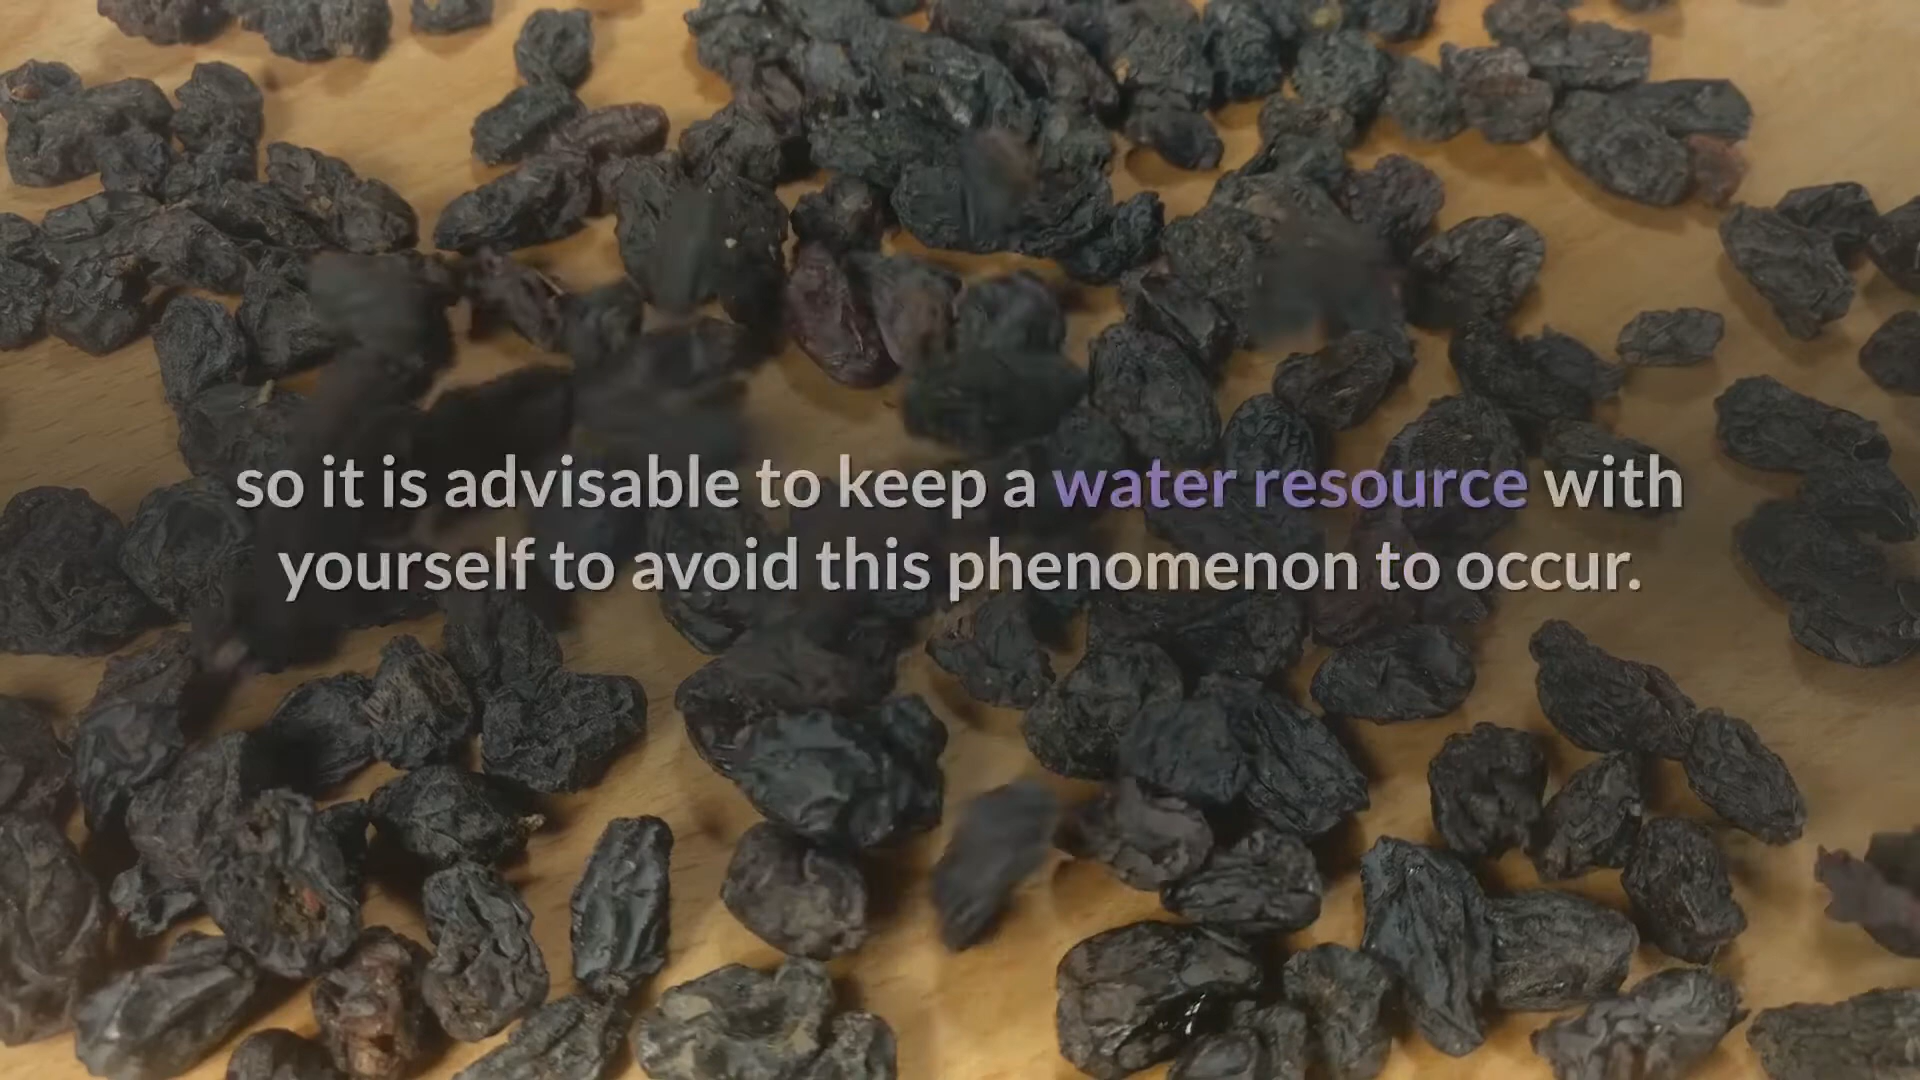 so it is advisable to keep a water resource with
yourself to avoid this phenomenon to occur.